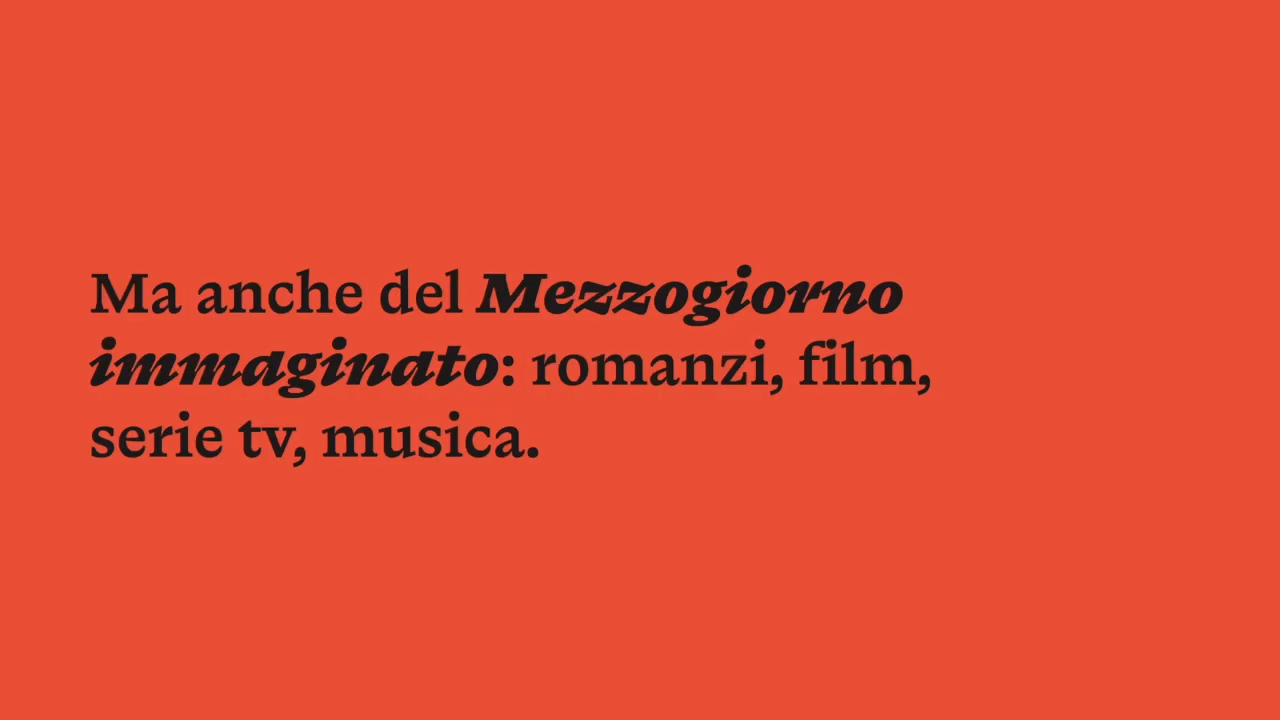 Ma anche del Mezzogiorno
immaginato: romanzi, film,
serie tv, musica.